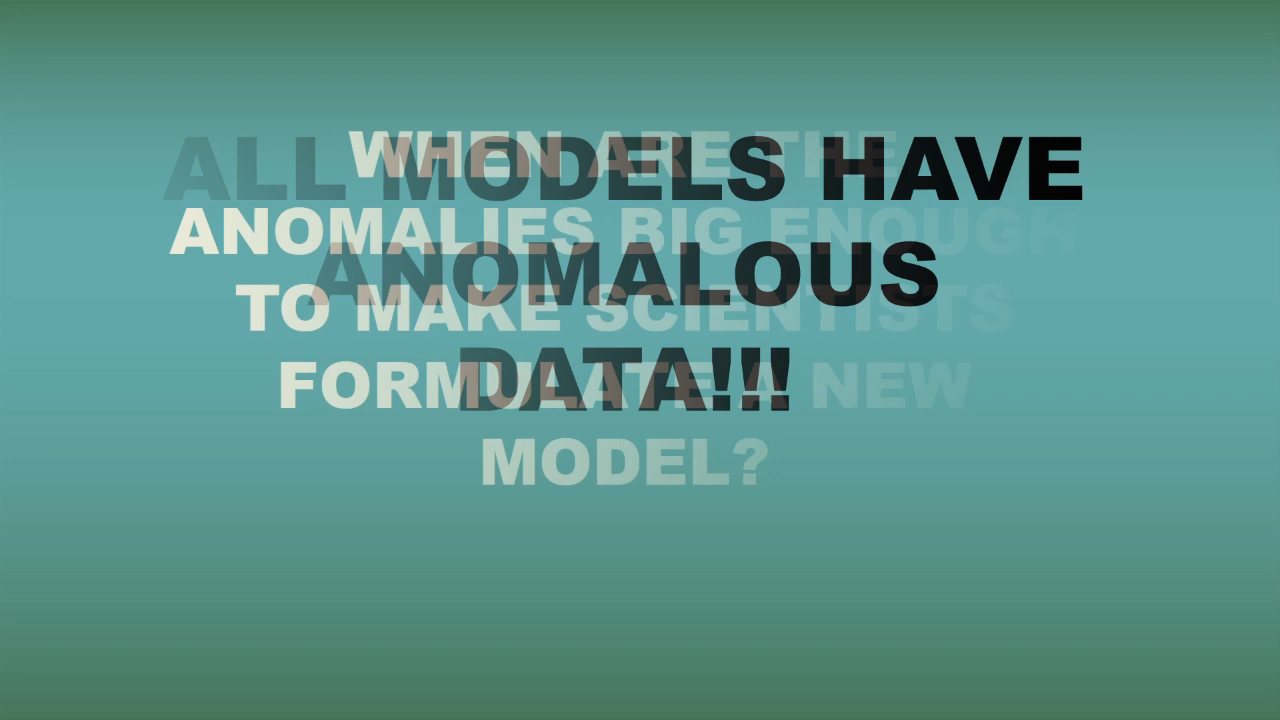 ALL MODELS HAVE
ANOMALOUS
DATA!!!
WHEN ARE THE
ANOMALIES BIG ENOUGH
TO MAKE SCIENTISTS
FORMULATE A NEW
MODEL?